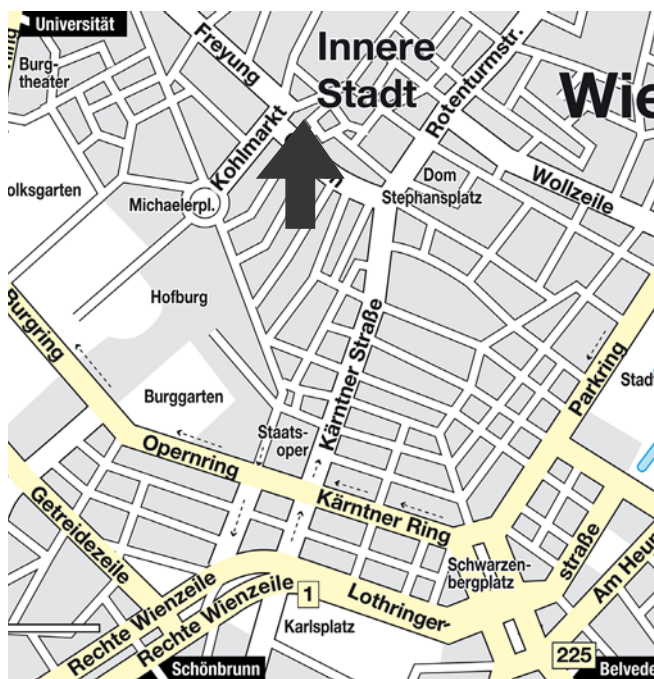 Universität
Burg-
theater
Freyung
Innere
Stadt
Rotenturmstr.
Wie
Kohlmarkt
olksgarten
Michaelerpl.
Dom
Stephansplatz
Wollzeile
Hofburg
Burgring
Kärntner Straße
Parkring
Stadt
Burggarten
Staats-
oper
Opernring
Kärntner Ring
Getreidezeile
Schwarzen-
bergplatz
straße
Am Heum
Rechte Wienzeile
Rechte Wienzeile
1
Lothringer-
Karlsplatz
Schönbrunn
225
Belvede